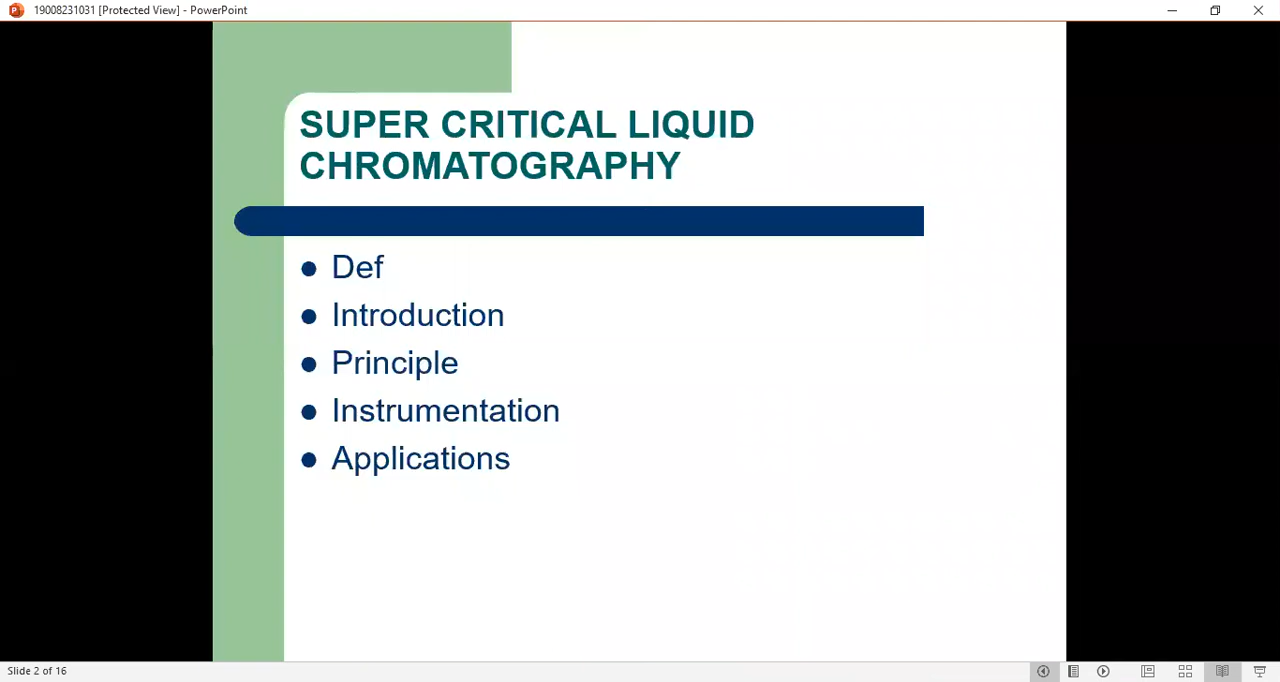 19008231031 [Protected View] - PowerPoint
SUPER CRITICAL LIQUID
CHROMATOGRAPHY
Def
Introduction
Principle
Instrumentation
Applications
Slide 2 of 16